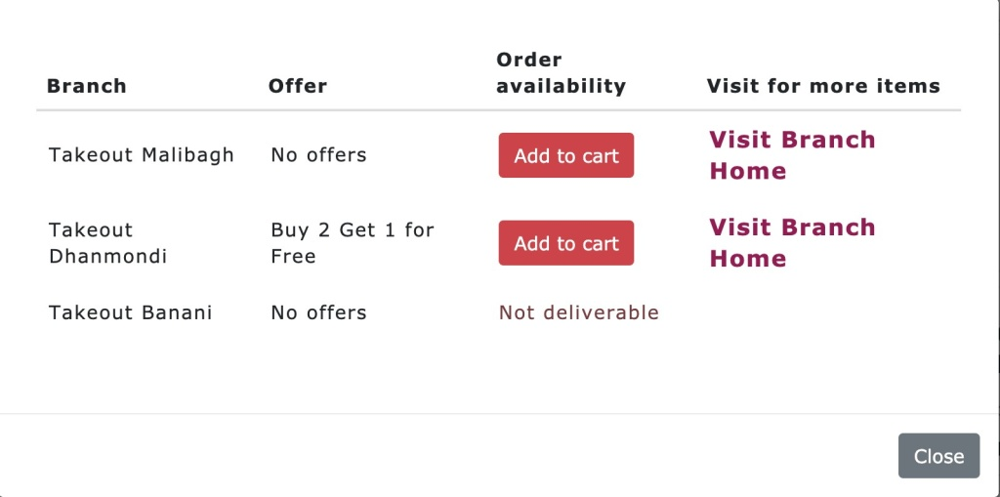 Branch
Offer
Order
availability
Visit for more items
Takeout Malibagh
No offers
Add to cart
Visit Branch
Home
Takeout
Dhanmondi
Buy 2 Get 1 for
Free
Add to cart
Visit Branch
Home
Takeout Banani
No offers
Not deliverable
Close